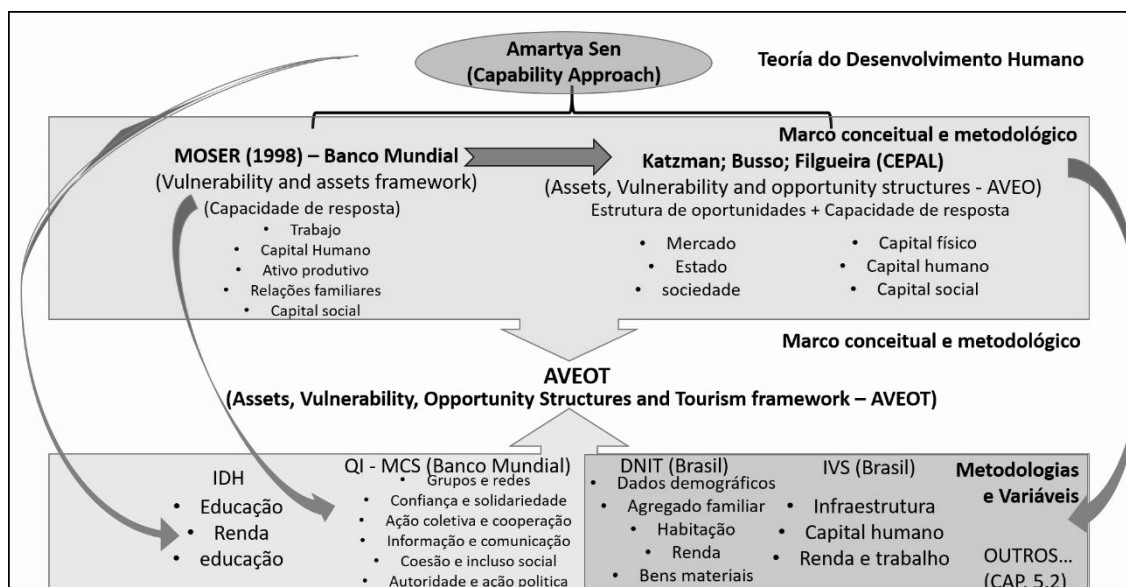 Amartya Sen
(Capability Approach)
Teoría do Desenvolvimento Humano
Marco conceitual e metodológico
MOSER (1998) – Banco Mundial
(Vulnerability and assets framework)
(Capacidade de resposta)
• Trabalho
• Capital Humano
• Ativo produtivo
• Relações familiares
• Capital social
Katzman; Busso; Filgueira (CEPAL)
(Assets, Vulnerability and opportunity structures - AVEO)
Estrutura de oportunidades + Capacidade de resposta
• Mercado
• Estado
• sociedade
• Capital físico
• Capital humano
• Capital social
Marco conceitual e metodológico
AVEOT
(Assets, Vulnerability, Opportunity Structures and Tourism framework – AVEOT)
IDH
• Educação
• Renda
• educação
QI - MCS (Banco Mundial)
• Grupos e redes
• Confiança e solidariedade
• Ação coletiva e cooperação
• Informação e comunicação
• Coesão e incluso social
• Autoridade e ação politica
DNIT (Brasil)
• Dados demográficos
• Agregado familiar
• Habitação
• Renda
• Bens materiais
IVS (Brasil)
• Infraestrutura
• Capital humano
• Renda e trabalho
Metodologias
e Variáveis
OUTROS...
(CAP. 5.2)